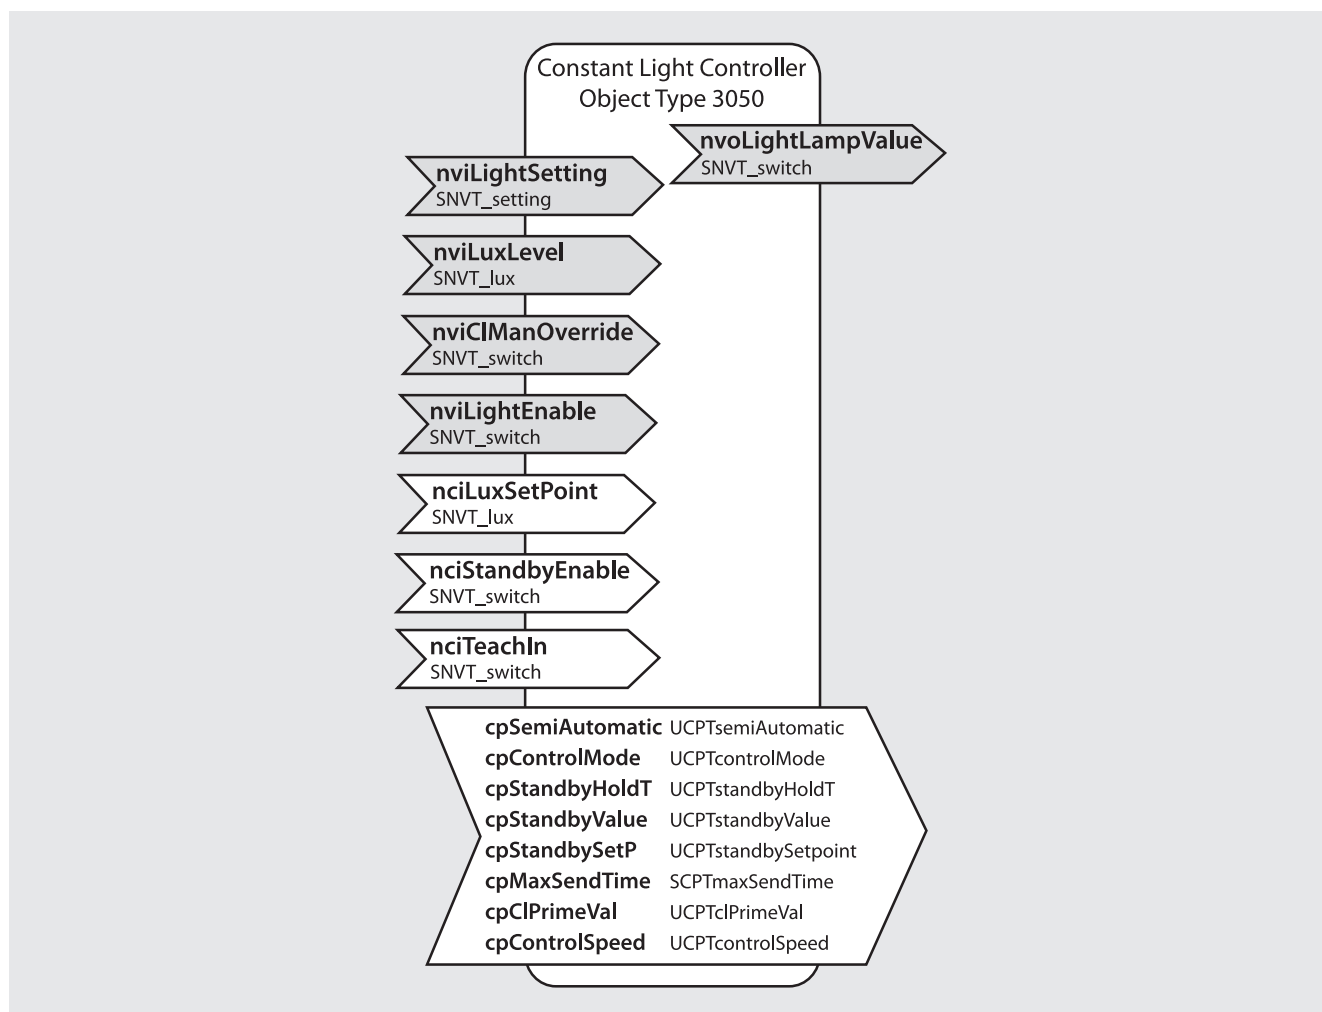 Constant Light Controller
Object Type 3050
nvoLightLampValue
SNVT_switch
nviLightSetting
SNVT_setting
nviLuxLevel
SNVT_lux
nviClManOverride
SNVT_switch
nviLightEnable
SNVT_switch
nciLuxSetPoint
SNVT_lux
nciStandbyEnable
SNVT_switch
nciTeachIn
SNVT_switch
cpSemiAutomatic UCPTsemiAutomatic
cpControlMode UCPTcontrolMode
cpStandbyHoldT UCPTstandbyHoldT
cpStandbyValue UCPTstandbyValue
cpStandbySetP UCPTstandbySetpoint
cpMaxSendTime SCPTmaxSendTime
cpClPrimeVal UCPTclPrimeVal
cpControlSpeed UCPTcontrolSpeed